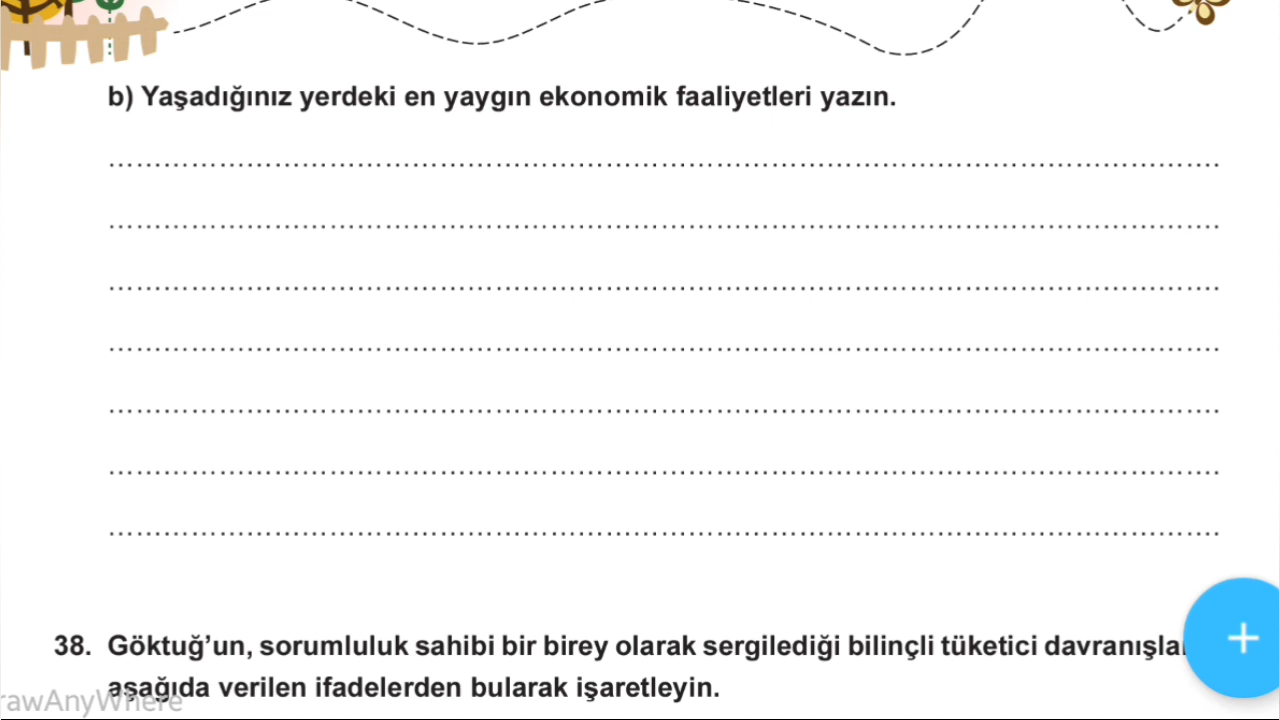 b) Yaşadığınız yerdeki en yaygın ekonomik faaliyetleri yazın.
38. Göktuğ’un, sorumluluk sahibi bir birey olarak sergilediği bilinçli tüketici
aşağıda verilen ifadelerden bularak işaretleyin.